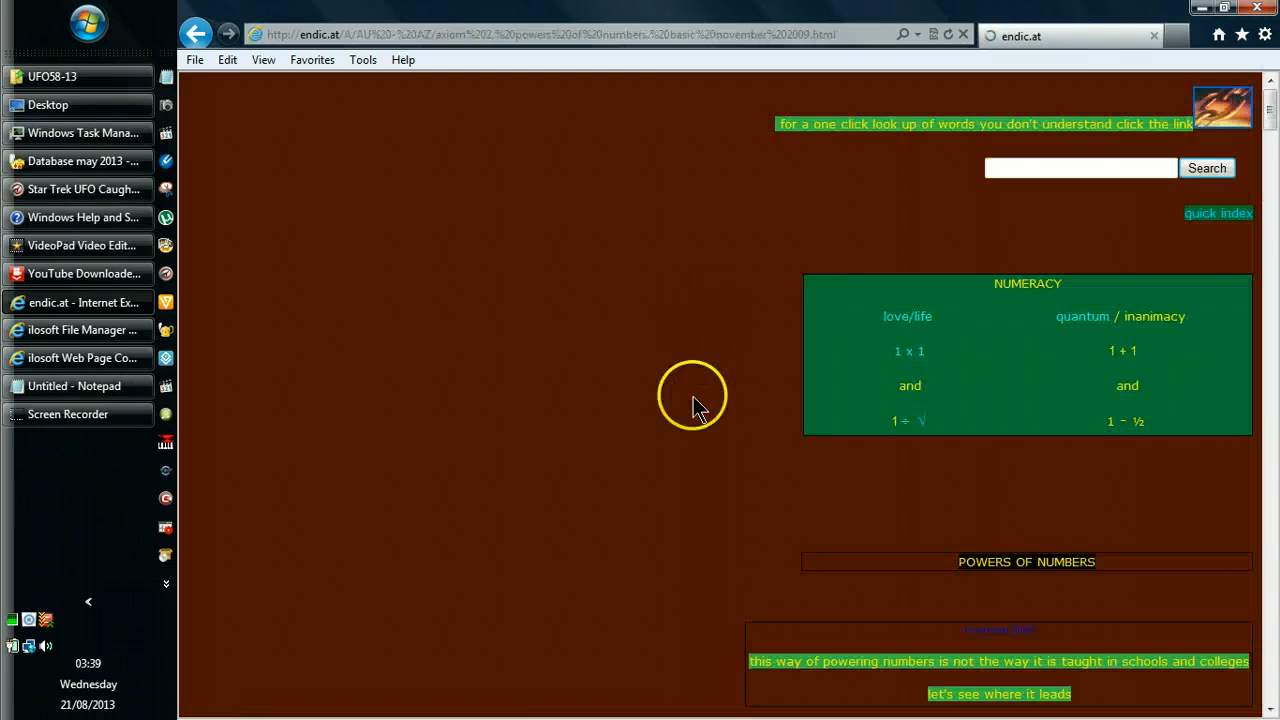 UFO58-13
Desktop
Windows Task Mana...
Database may 2013 -...
Star Trek UFO Caugh...
Windows Help and S...
VideoPad Video Edit...
YouTube Downloade...
endic.at - Internet Ex...
ilosoft File Manager ...
ilosoft Web Page Co...
Untitled - Notepad
Screen Recorder
03:39
Wednesday
21/08/2013
http://endic.at/A/AU%20-%20AZ/axiom%202,%20powers%20of%20numbers.%20basic%20november%202009.html
endic.at
File Edit View Favorites Tools Help
for a one click look up of words you don't understand click the link
Search
quick index
NUMERACY
love/life quantum / inanimacy
1 x 1 1 + 1
and and
1 ÷ √ 1 - ½
POWERS OF NUMBERS
this way of powering numbers is not the way it is taught in schools and colleges
let's see where it leads